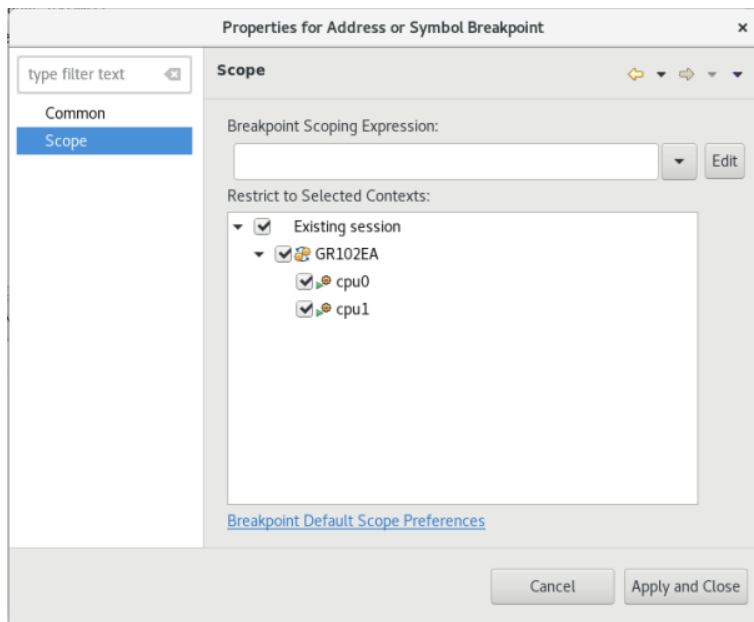 Properties for Address or Symbol Breakpoint
type filter text
Common
Scope
Scope
Breakpoint Scoping Expression:
Edit
Restrict to Selected Contexts:
Existing session
GR102EA
cpu0
cpu1
Breakpoint Default Scope Preferences
Cancel
Apply and Close